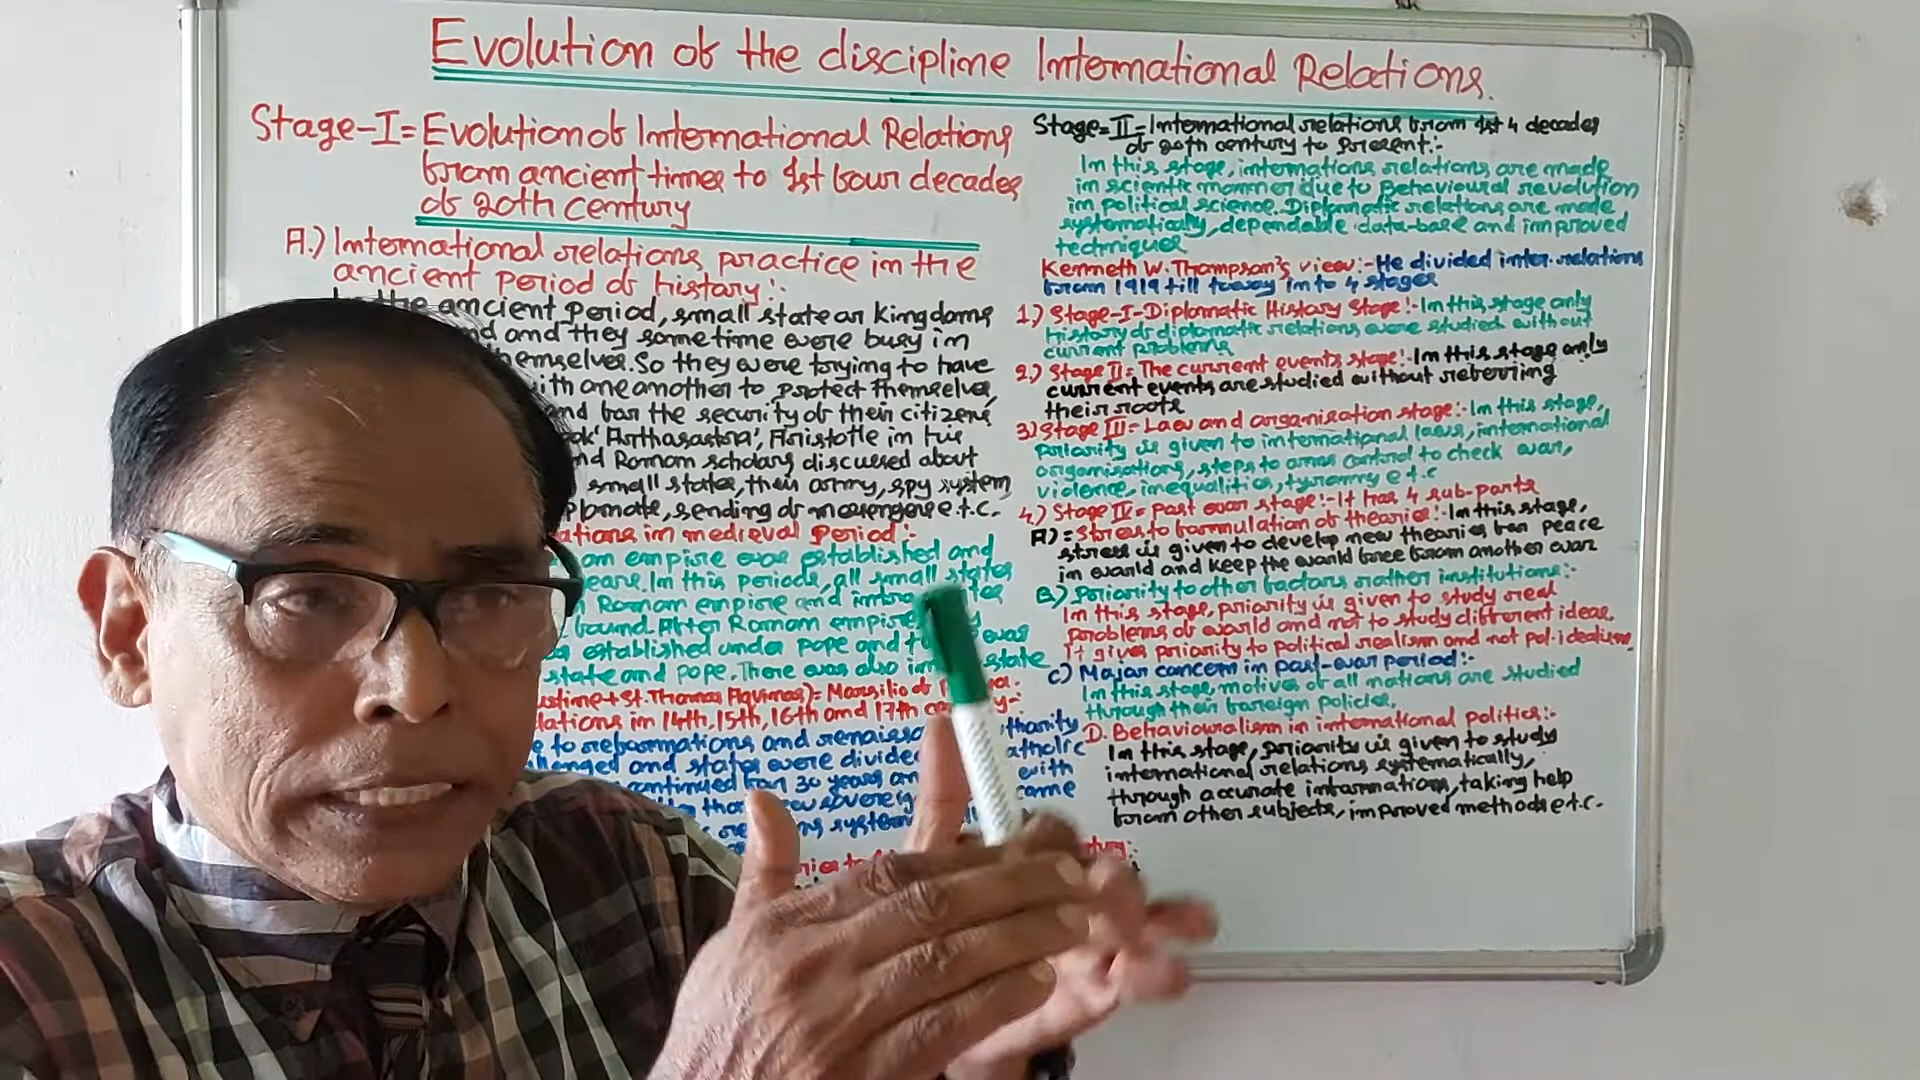 Evolution of the discipline International Relations.
Stage-I= Evolution of International Relations
from ancient times to 1st four decades
of 20th century
A.) International relations practice in the
ancient period of history:-
the ancient period, small state or kingdoms
and they sometime were busy in
themselves. So they were trying to have
with one another to protect themselves
and for the security of their citizens
'Arthasastra', Aristotle in his
and Roman scholars discussed about
small states, their army, spy system
sending of messengers e.t.c.
in medieval period:-
empire was established and
years. In this periode, all small states
Roman empire and
found. After Roman empire
established under pope and
state and pope. There was also state
+ St. Thomas Aquinas)= Marsilio of
in 14th, 15th, 16th and 17th
to reformations and renaissa thority
and states were divided atholic
continued for 30 years with
came
system
Stage=II=International relations from 1st 4 decades
of 20th century to Present:-
In this stage, internations relations are made
in scientic manner due to Behavioural revolution
in political science. Diplomatic relations are made
systematically, dependable data-base and improved
techniques
Kenneth W. Thompson's view:- He divided inter. relations
from 1919 till today in to 4 stages
1.) Stage-I-Diplomatic History Stage:- In this stage only
history of diplomatic relations were studied without
current problems
2.) Stage II= The current events stage:- In this stage only
current events are studied without referring
their roots
3.) Stage III= Law and organisation stage:- In this stage,
Priority is given to international laws, international
organisations, steps to arms control to check war,
violence, inequalities, tyranny e.t.c
4.) Stage IV= Post war stage:- It has 4 sub-parts
A)= Stress to formulation of theories:- In this stage,
stress is given to develop new theories for peace
in world and keep the world free from another war
B.) Priority to other factors rather institutions:-
In this stage, priority is given to study real
problems of world and not to study different ideas.
It gives priority to political realism and not pol. idealism.
C) Major concern in post-war period:-
In this stage, motives of all nations are studied
through their foreign policies.
D. Behaviouralism in international politics:-
In this stage, priority is given to study
international relations systematically,
through accurate informations, taking help
from other subjects, improved methods e.t.c.